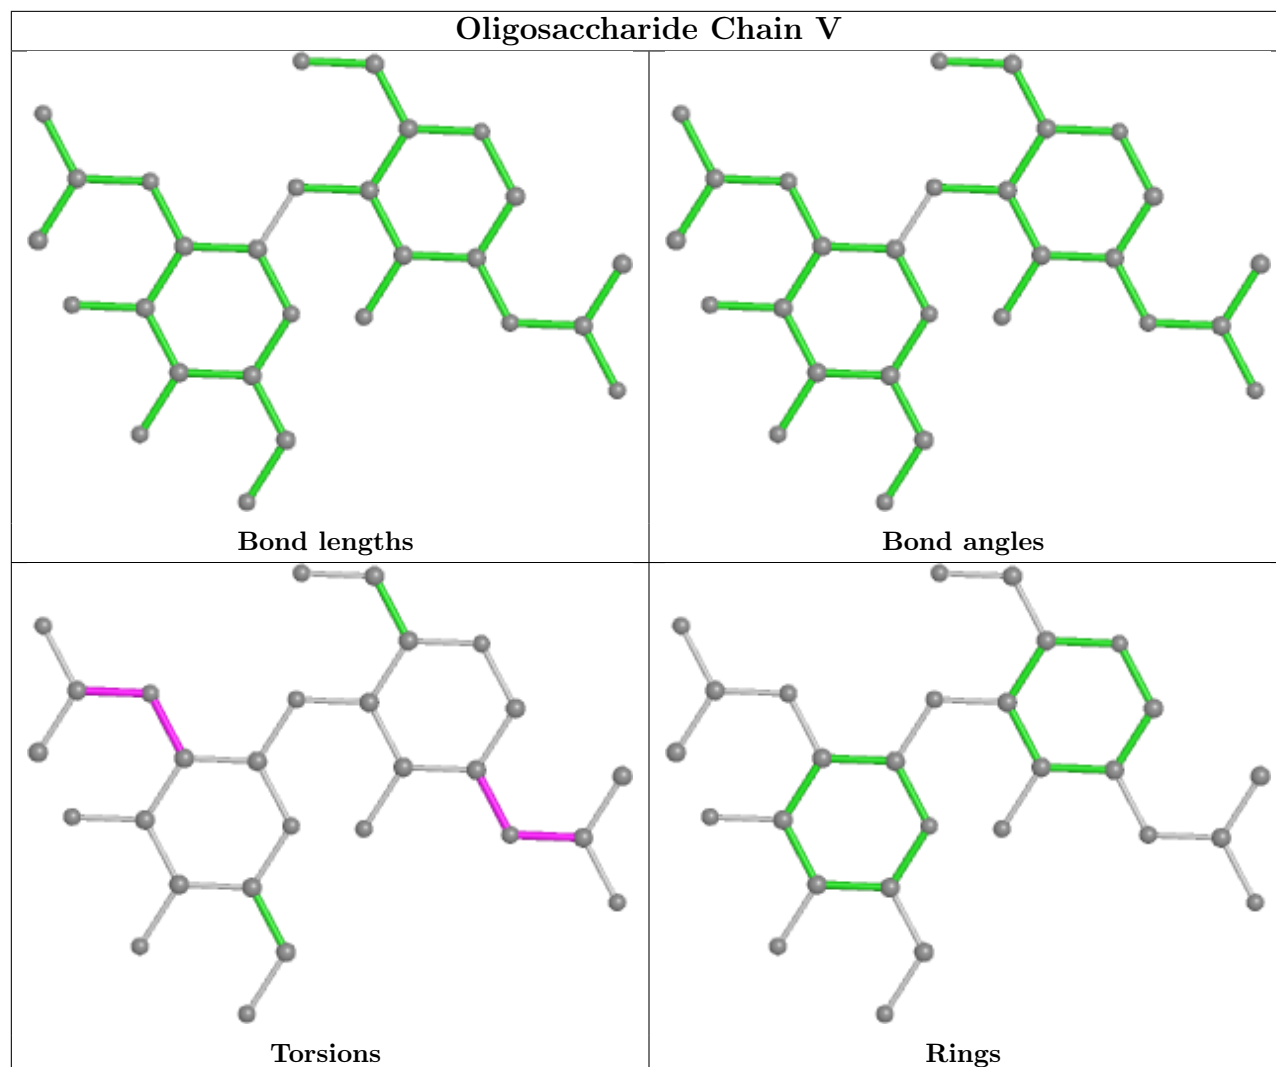 Oligosaccharide Chain V
Bond lengths
Bond angles
Torsions
Rings